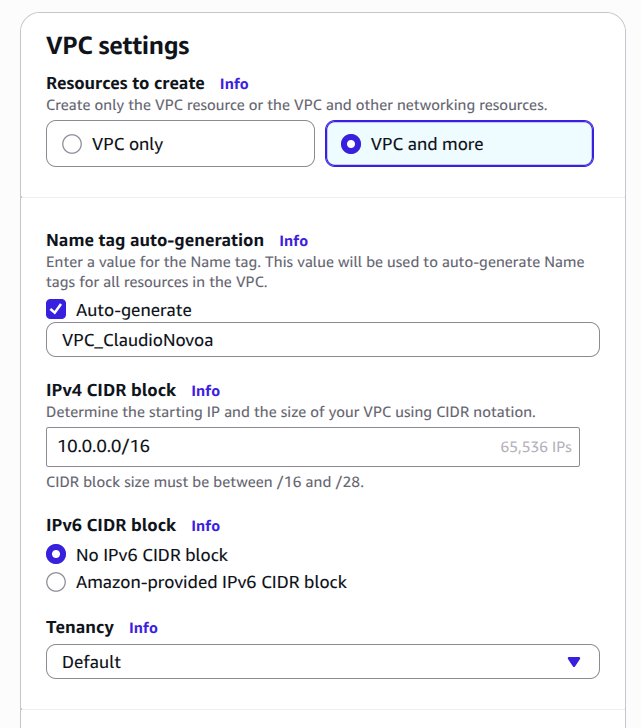 VPC settings
Resources to create Info
Create only the VPC resource or the VPC and other networking resources.
VPC only
VPC and more
Name tag auto-generation Info
Enter a value for the Name tag. This value will be used to auto-generate Name
tags for all resources in the VPC.
Auto-generate
VPC_ClaudioNovoa
IPv4 CIDR block Info
Determine the starting IP and the size of your VPC using CIDR notation.
10.0.0.0/16 65,536 IPs
CIDR block size must be between /16 and /28.
IPv6 CIDR block Info
No IPv6 CIDR block
Amazon-provided IPv6 CIDR block
Tenancy Info
Default